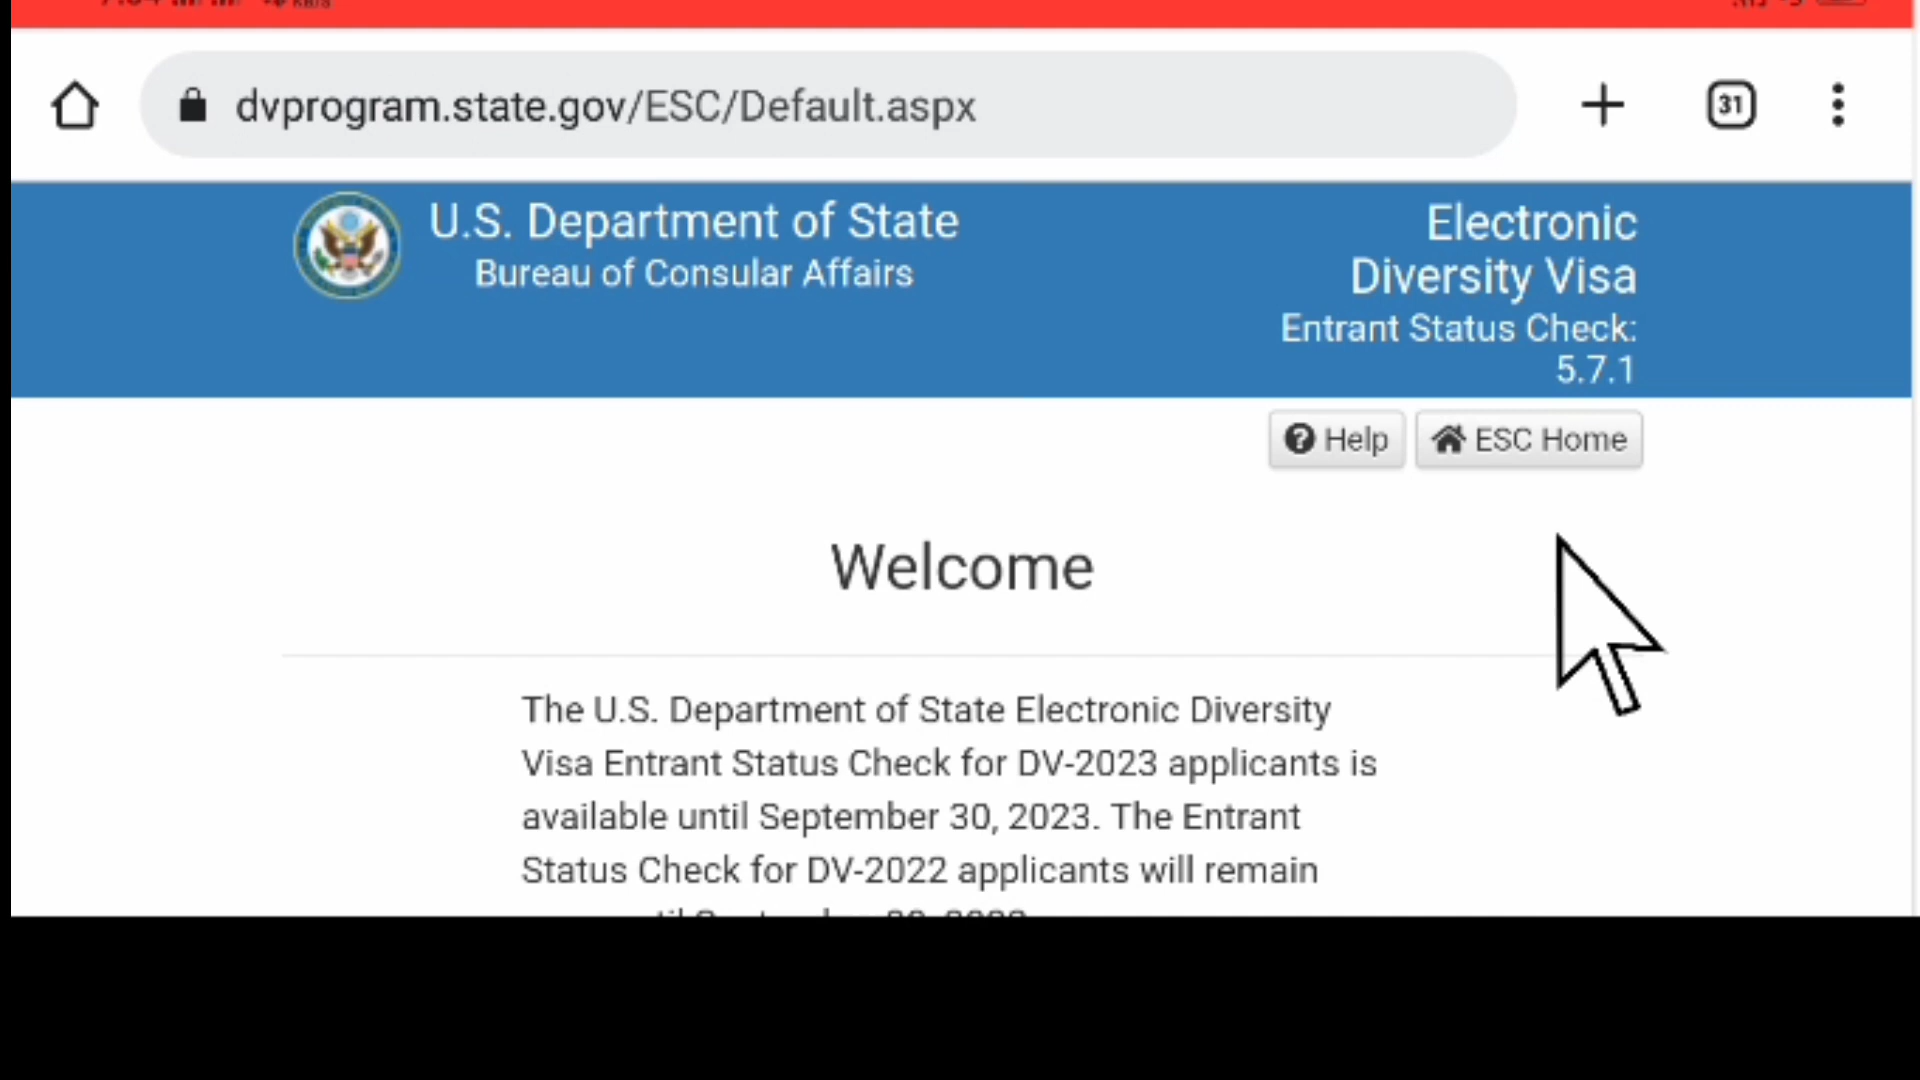 dvprogram.state.gov/ESC/Default.aspx
31
U.S. Department of State
Bureau of Consular Affairs
Electronic
Diversity Visa
Entrant Status Check:
5.7.1
Help
ESC Home
Welcome
The U.S. Department of State Electronic Diversity
Visa Entrant Status Check for DV-2023 applicants is
available until September 30, 2023. The Entrant
Status Check for DV-2022 applicants will remain